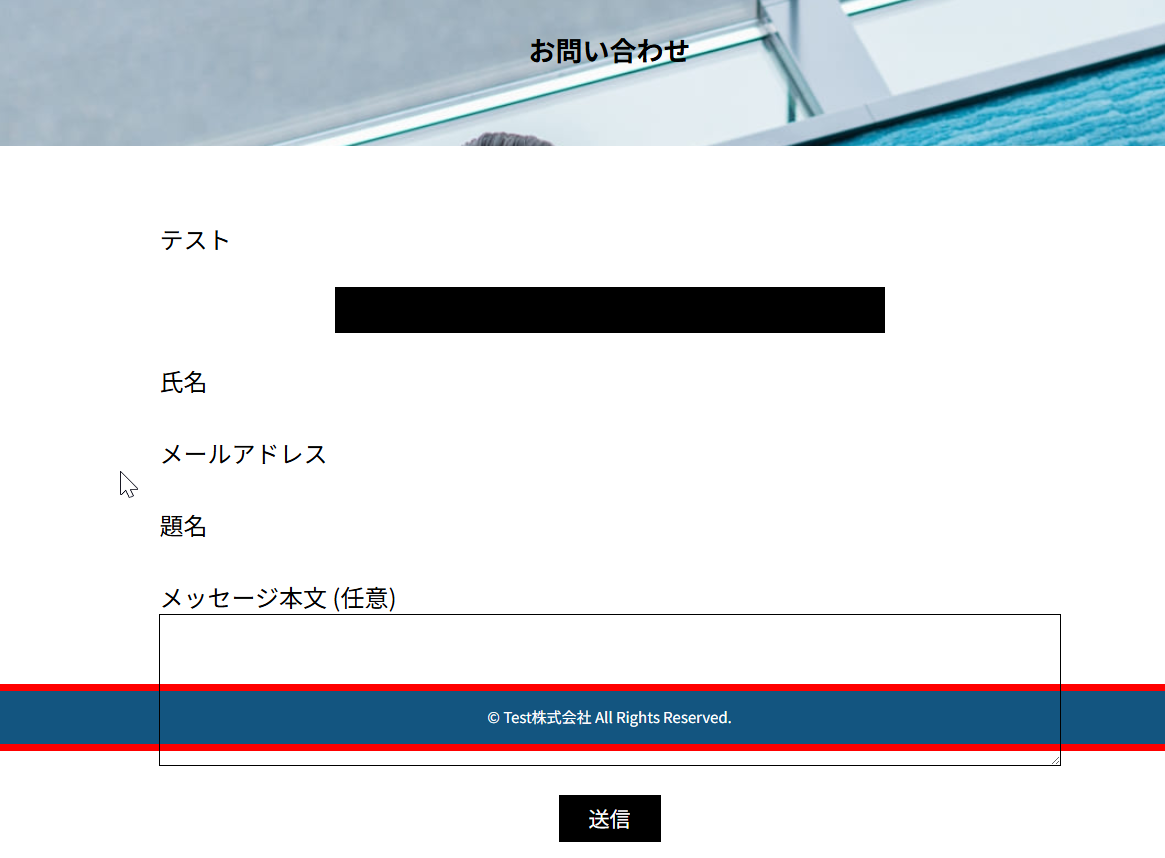 お問い合わせ
テスト
氏名
メールアドレス
題名
メッセージ本文 (任意)
© Test株式会社 All Rights Reserved.
送信